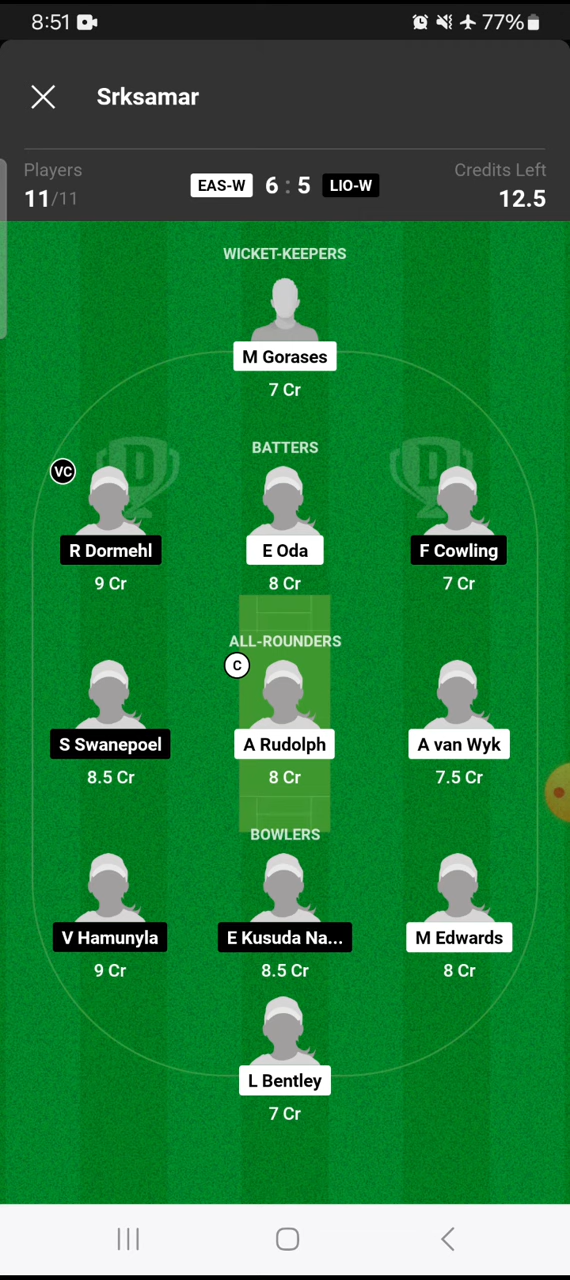 8:51 77%
Srksamar
Players Credits Left
11/11 EAS-W 6 : 5 LIO-W 12.5
WICKET-KEEPERS
M Gorases
7 Cr
BATTERS
VC
R Dormehl E Oda F Cowling
9 Cr 8 Cr 7 Cr
ALL-ROUNDERS
C
S Swanepoel A Rudolph A van Wyk
8.5 Cr 8 Cr 7.5 Cr
BOWLERS
V Hamunyla E Kusuda Na... M Edwards
9 Cr 8.5 Cr 8 Cr
L Bentley
7 Cr